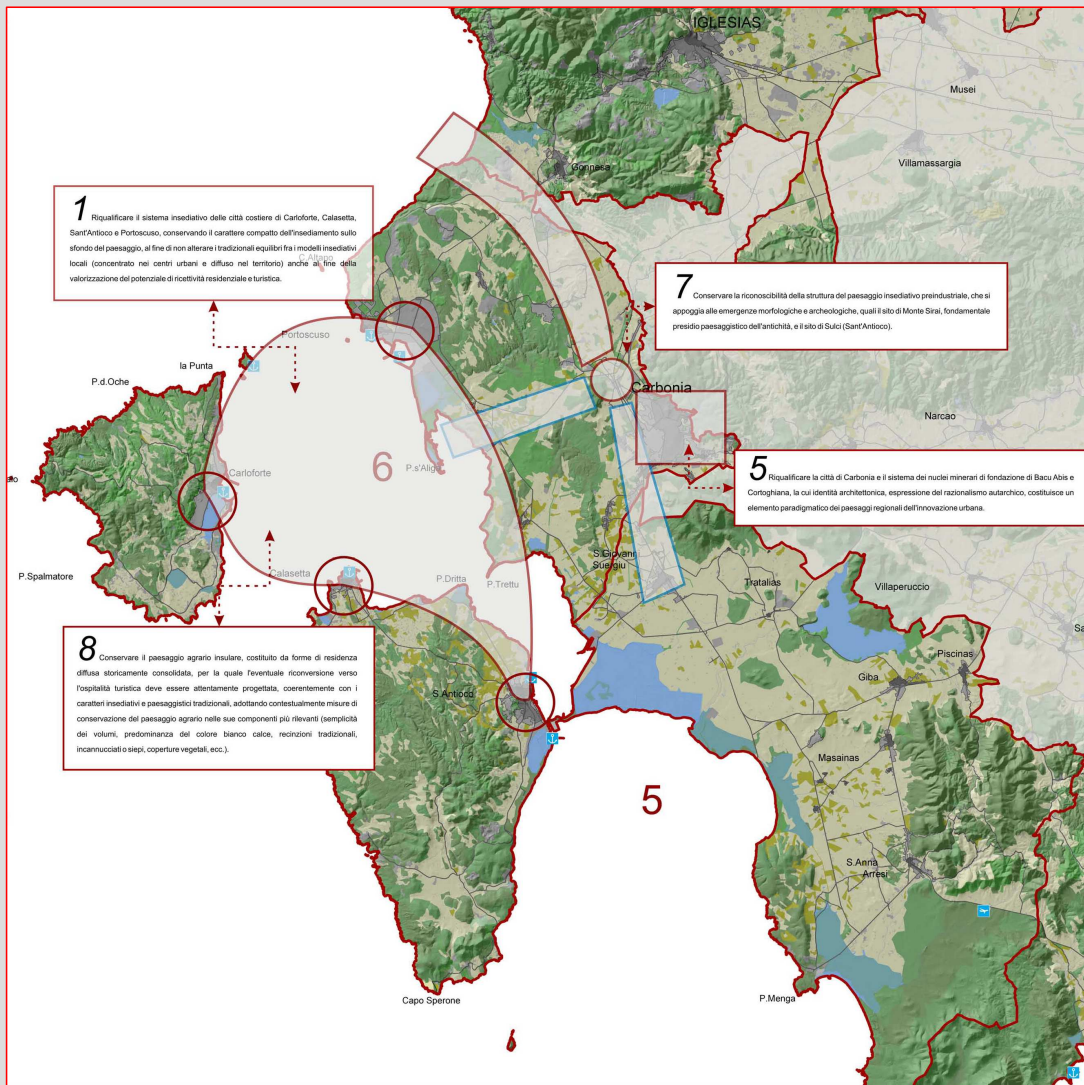 IGLESIAS
Musei
Villamassargia
Gonnesa
1 Riqualificare il sistema insediativo delle città costiere di Carloforte, Calasetta,
Sant'Antioco e Portoscuso, conservando il carattere compatto dell'insediamento sullo
sfondo del paesaggio, al fine di non alterare i tradizionali equilibri fra i modelli insediativi
locali (concentrato nei centri urbani e diffuso nel territorio) anche al fine della
valorizzazione del potenziale di ricettività residenziale e turistica.
C.Altano
7 Conservare la riconoscibilità della struttura del paesaggio insediativo preindustriale, che si
appoggia alle emergenze morfologiche e archeologiche, quali il sito di Monte Sirai, fondamentale
presidio paesaggistico dell'antichità, e il sito di Sulci (Sant'Antioco).
Portoscuso
la Punta
P.d.Oche
Carbonia
Narcao
6
P.s'Aliga
Carloforte
5 Riqualificare la città di Carbonia e il sistema dei nuclei minerari di fondazione di Bacu Abis e
Cortoghiana, la cui identità architettonica, espressione del razionalismo autarchico, costituisce un
elemento paradigmatico dei paesaggi regionali dell'innovazione urbana.
P.Spalmatore
Calasetta
P.Dritta
P.Trettu
S.Giovanni
Suergiu
Tratalias
Villaperuccio
8 Conservare il paesaggio agrario insulare, costituito da forme di residenza
diffusa storicamente consolidata, per la quale l'eventuale riconversione verso
l'ospitalità turistica deve essere attentamente progettata, coerentemente con i
caratteri insediativi e paesaggistici tradizionali, adottando contestualmente misure di
conservazione del paesaggio agrario nelle sue componenti più rilevanti (semplicità
dei volumi, predominanza del colore bianco calce, recinzioni tradizionali,
incannucciati o siepi, coperture vegetali, ecc.).
Piscinas
Giba
S.Antioco
Masainas
5
S.Anna
Arresi
Capo Sperone
P.Menga